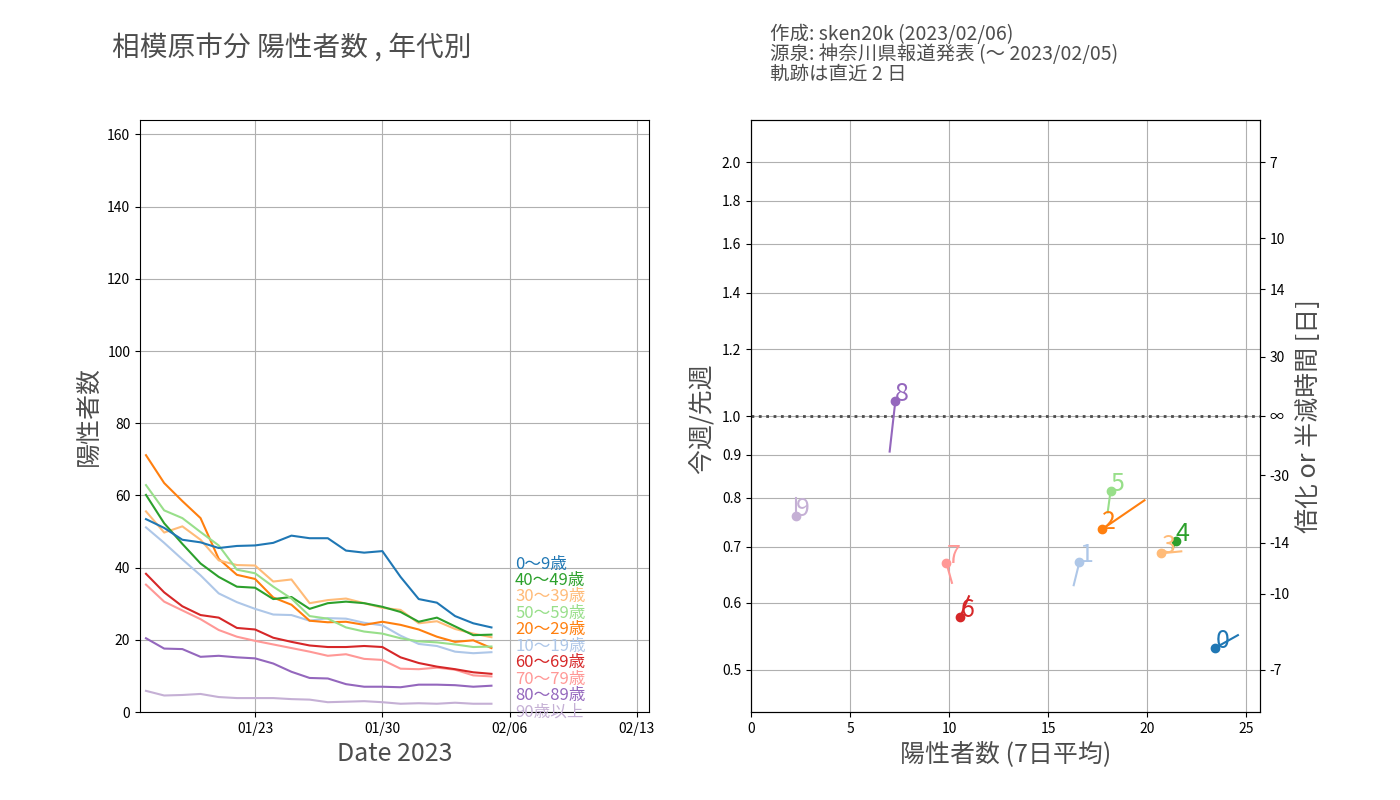 相模原市分 陽性者数 , 年代別
作成: sken20k (2023/02/06)
源泉: 神奈川県報道発表 (～ 2023/02/05)
軌跡は直近 2 日
陽性者数
160
140
120
100
80
60
40
20
0
01/23
01/30
02/06
02/13
Date 2023
0～9歳
40～49歳
30～39歳
50～59歳
20～29歳
10～19歳
60～69歳
70～79歳
80～89歳
90歳以上
今週/先週
2.0
1.8
1.6
1.4
1.2
1.0
0.9
0.8
0.7
0.6
0.5
0
5
10
15
20
25
陽性者数 (7日平均)
8
9
5
2
4
3
1
7
6
0
7
10
14
30
∞
-30
-14
-10
-7
倍化 or 半減時間 [日]